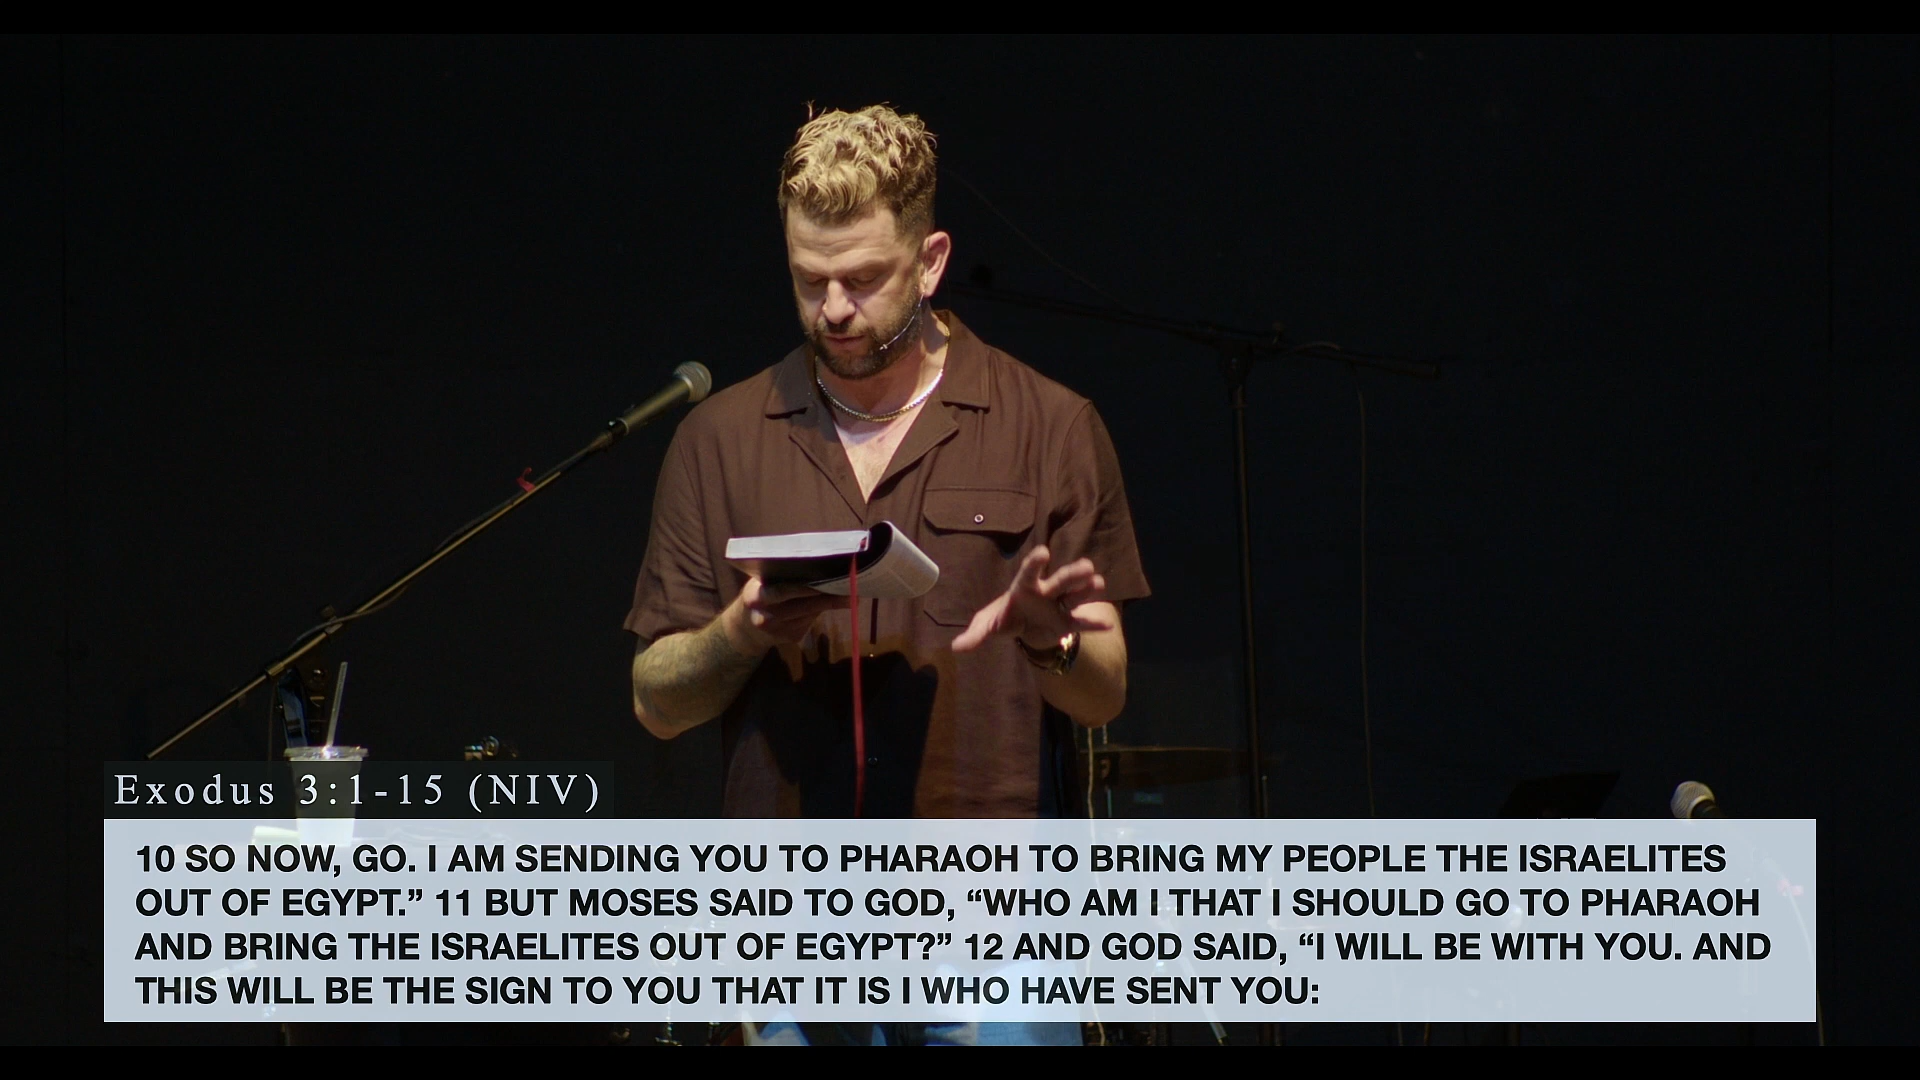 Exodus 3:1-15 (NIV)
10 SO NOW, GO. I AM SENDING YOU TO PHARAOH TO BRING MY PEOPLE THE ISRAELITES
OUT OF EGYPT.” 11 BUT MOSES SAID TO GOD, “WHO AM I THAT I SHOULD GO TO PHARAOH
AND BRING THE ISRAELITES OUT OF EGYPT?” 12 AND GOD SAID, “I WILL BE WITH YOU. AND
THIS WILL BE THE SIGN TO YOU THAT IT IS I WHO HAVE SENT YOU: